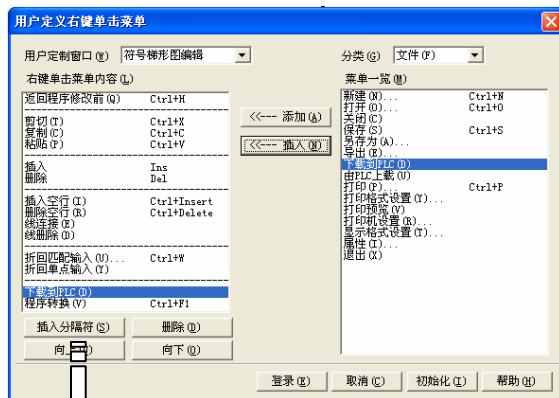 用户定义右键单击菜单
用户定制窗口(W) 符号梯形图编辑
分类(G) 文件(F)
右键单击菜单内容(L)
菜单一览(M)
返回程序修改前(Q) Ctrl+H
剪切(T) Ctrl+X
复制(C) Ctrl+C
粘贴(P) Ctrl+V
插入 Ins
删除 Del
插入空行(I) Ctrl+Insert
删除空行(R) Ctrl+Delete
线连接(E)
线删除(D)
折回匹配输入(U)... Ctrl+W
折回单点输入(Y)
下载到PLC(D)
程序转换(V) Ctrl+F1
<<--- 添加(A)
<<--- 插入(N)
新建(N)... Ctrl+N
打开(O)... Ctrl+O
关闭(C)
保存(S) Ctrl+S
另存为(A)...
导出(E)...
下载到PLC(D)
由PLC上载(U)
打印(P)... Ctrl+P
打印格式设置(Y)...
打印预览(V)
打印机设置(R)...
显示格式设置(T)...
属性(I)...
退出(X)
插入分隔符(S) 删除(D)
向上 向下(O)
登录(E) 取消(C) 初始化(I) 帮助(H)